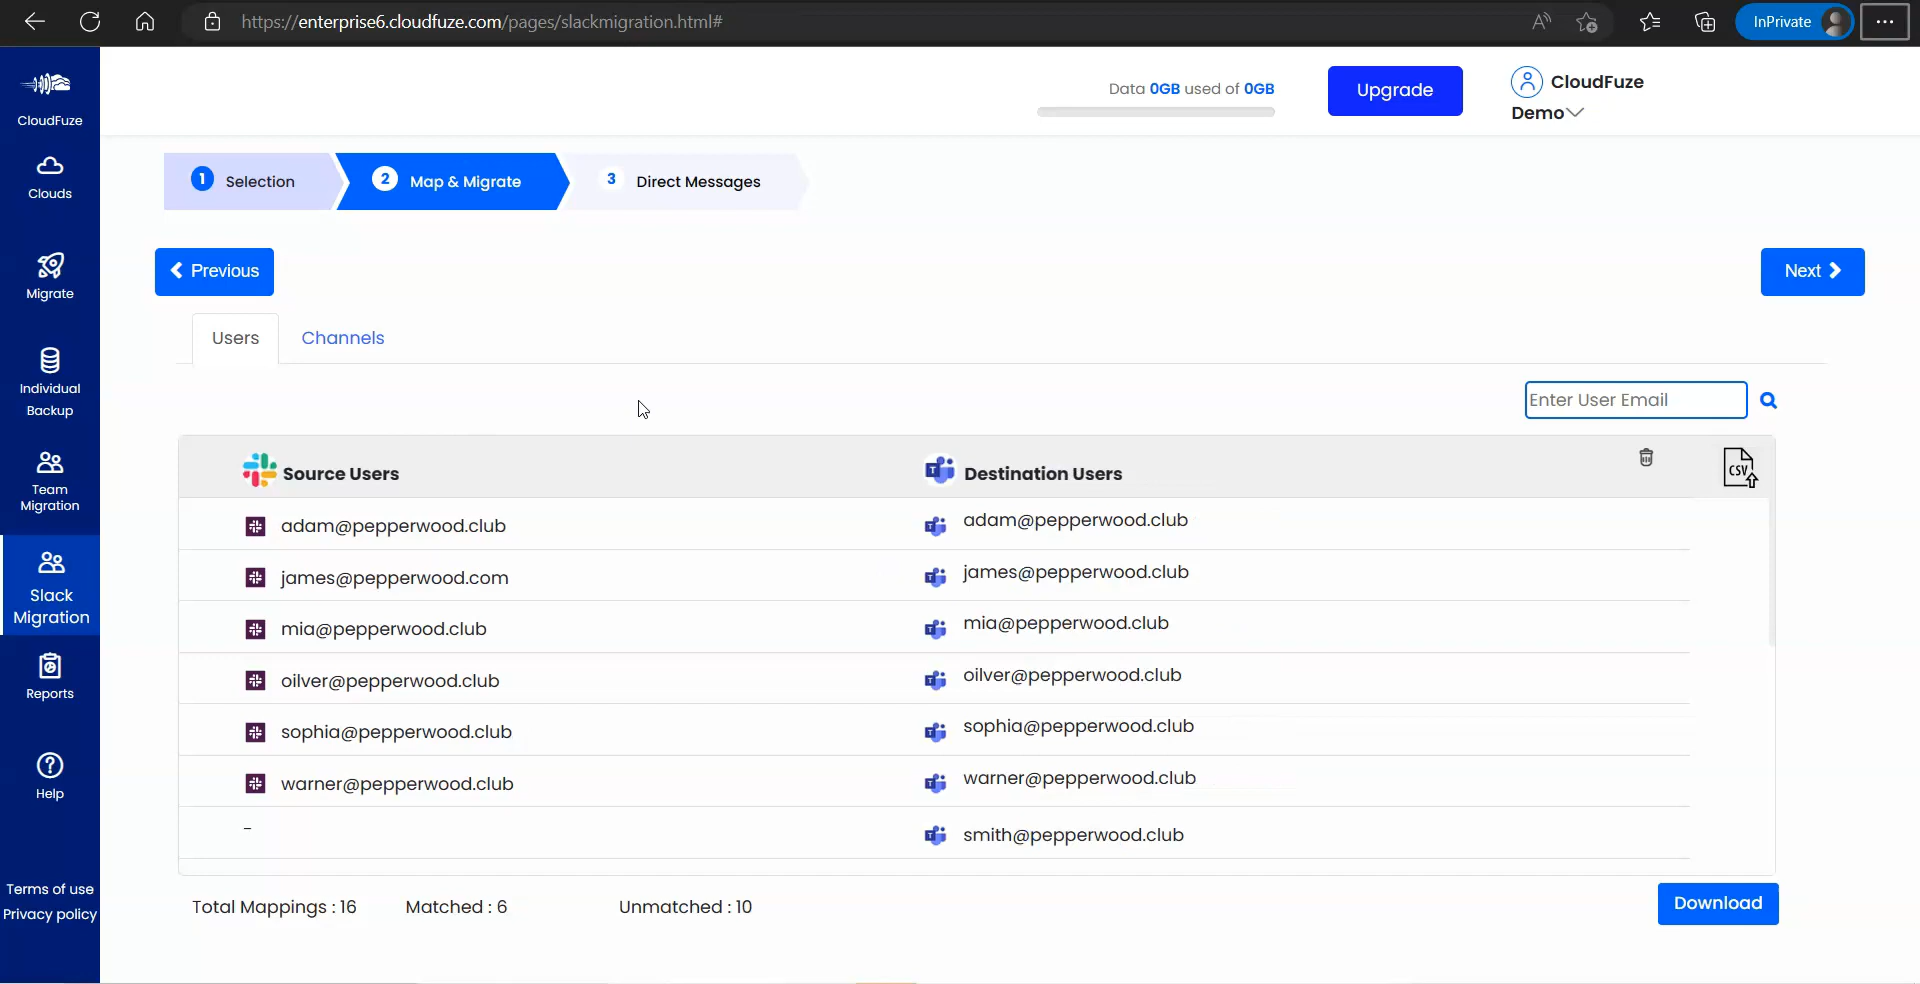 https://enterprise6.cloudfuze.com/pages/slackmigration.html#
InPrivate
CloudFuze
Clouds
Migrate
Individual
Backup
Team
Migration
Slack
Migration
Reports
Help
Terms of use
Privacy policy
Data 0GB used of 0GB
Upgrade
CloudFuze
Demo
1 Selection
2 Map & Migrate
3 Direct Messages
Previous
Next
Users
Channels
Enter User Email
Source Users
Destination Users
CSV
adam@pepperwood.club
adam@pepperwood.club
james@pepperwood.com
james@pepperwood.club
mia@pepperwood.club
mia@pepperwood.club
oilver@pepperwood.club
oilver@pepperwood.club
sophia@pepperwood.club
sophia@pepperwood.club
warner@pepperwood.club
warner@pepperwood.club
-
smith@pepperwood.club
Total Mappings : 16
Matched : 6
Unmatched : 10
Download